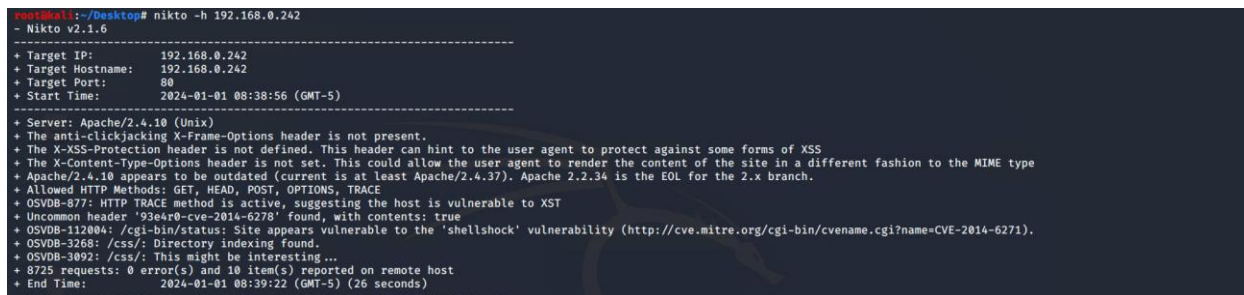 root@kali:~/Desktop# nikto -h 192.168.0.242
- Nikto v2.1.6
---------------------------------------------------------------------------
+ Target IP:          192.168.0.242
+ Target Hostname:    192.168.0.242
+ Target Port:        80
+ Start Time:         2024-01-01 08:38:56 (GMT-5)
---------------------------------------------------------------------------
+ Server: Apache/2.4.10 (Unix)
+ The anti-clickjacking X-Frame-Options header is not present.
+ The X-XSS-Protection header is not defined. This header can hint to the user agent to protect against some forms of XSS
+ The X-Content-Type-Options header is not set. This could allow the user agent to render the content of the site in a different fashion to the MIME type
+ Apache/2.4.10 appears to be outdated (current is at least Apache/2.4.37). Apache 2.2.34 is the EOL for the 2.x branch.
+ Allowed HTTP Methods: GET, HEAD, POST, OPTIONS, TRACE
+ OSVDB-877: HTTP TRACE method is active, suggesting the host is vulnerable to XST
+ Uncommon header '93e4r0-cve-2014-6278' found, with contents: true
+ OSVDB-112004: /cgi-bin/status: Site appears vulnerable to the 'shellshock' vulnerability (http://cve.mitre.org/cgi-bin/cvename.cgi?name=CVE-2014-6271).
+ OSVDB-3268: /css/: Directory indexing found.
+ OSVDB-3092: /css/: This might be interesting...
+ 8725 requests: 0 error(s) and 10 item(s) reported on remote host
+ End Time:           2024-01-01 08:39:22 (GMT-5) (26 seconds)